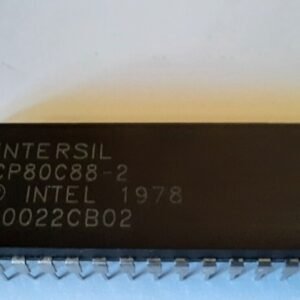 INTERSIL
CP80C88-2
© INTEL 1978
0022CB02